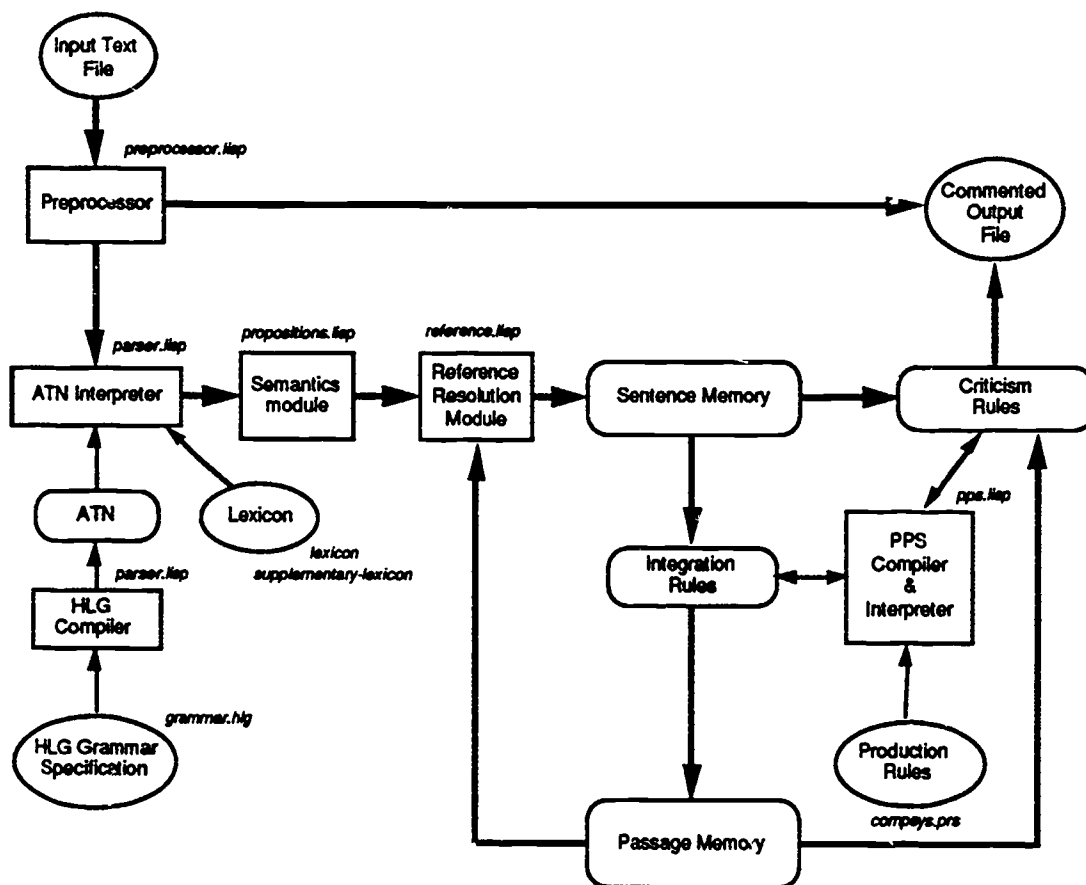 Input Text
File
preprocessor.lisp
Preprocessor
Commented
Output
File
parser.lisp
propositions.lisp
reference.lisp
ATN Interpreter
Semantics
module
Reference
Resolution
Module
Sentence Memory
Criticism
Rules
ATN
Lexicon
lexicon
supplementary-lexicon
pps.lisp
parser.lisp
HLG
Compiler
Integration
Rules
PPS
Compiler
&
Interpreter
grammar.hlg
HLG Grammar
Specification
Production
Rules
compsys.prs
Passage Memory